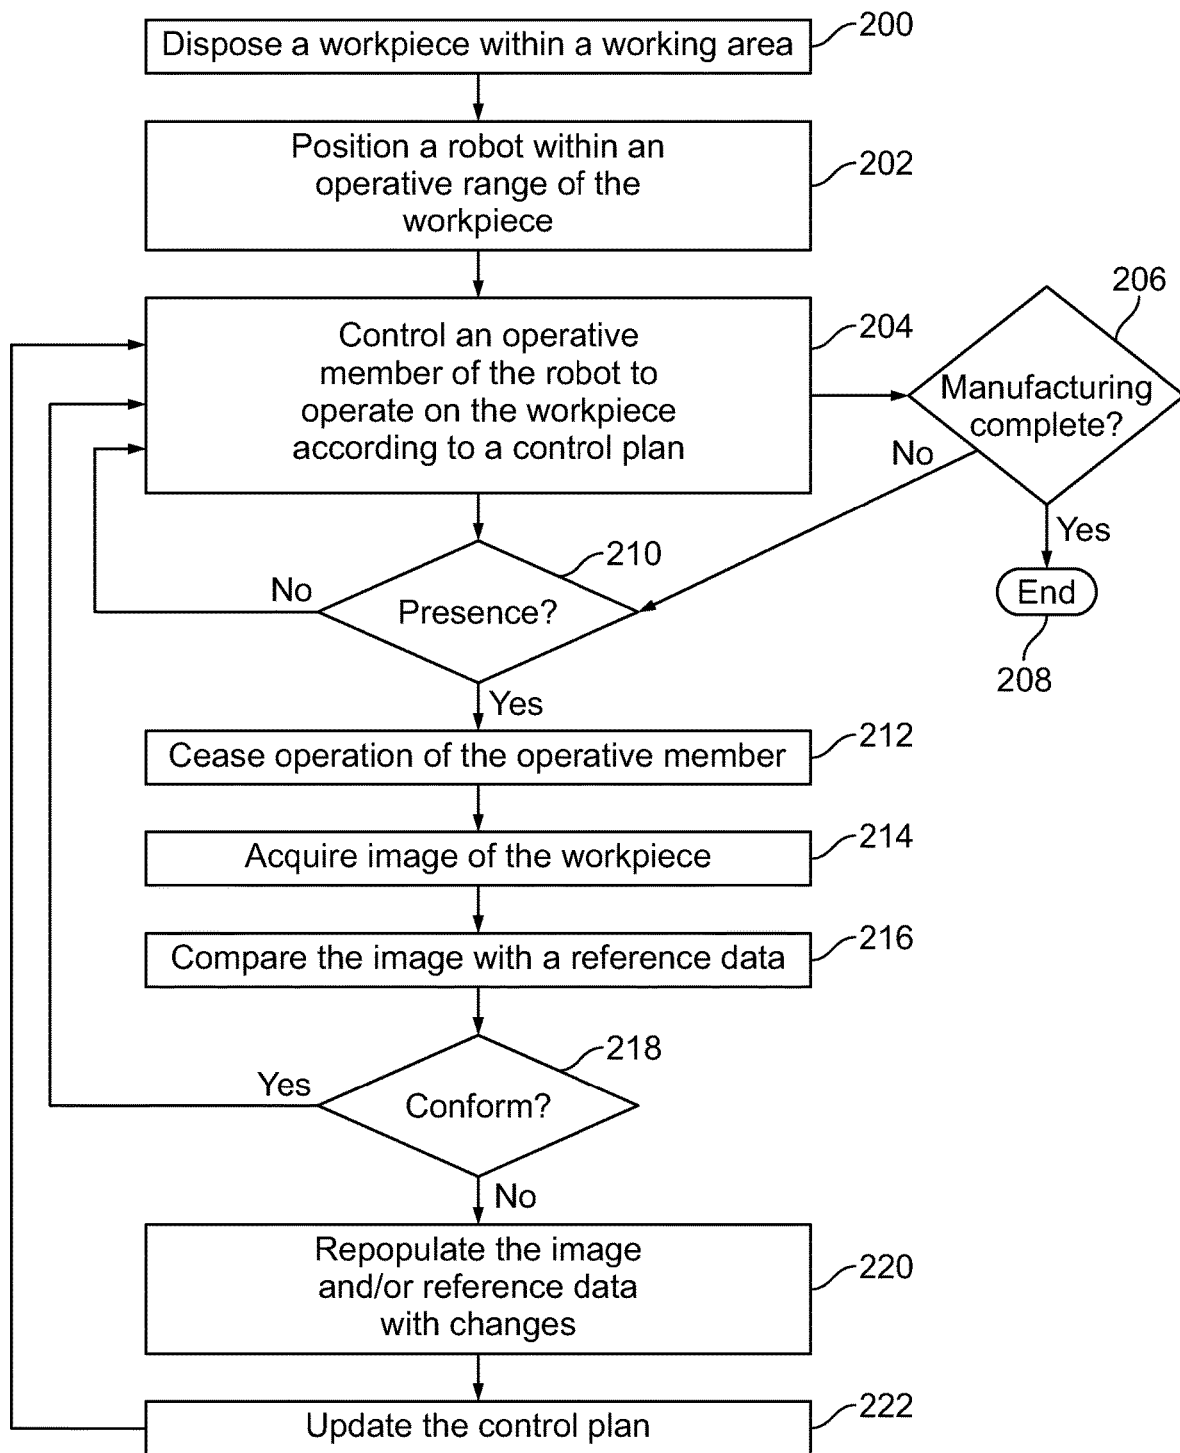 Dispose a workpiece within a working area
200
Position a robot within an
operative range of the
workpiece
202
Control an operative
member of the robot to
operate on the workpiece
according to a control plan
204
206
Manufacturing
complete?
No
Yes
End
208
210
Presence?
No
Yes
Cease operation of the operative member
212
Acquire image of the workpiece
214
Compare the image with a reference data
216
218
Conform?
Yes
No
Repopulate the image
and/or reference data
with changes
220
Update the control plan
222